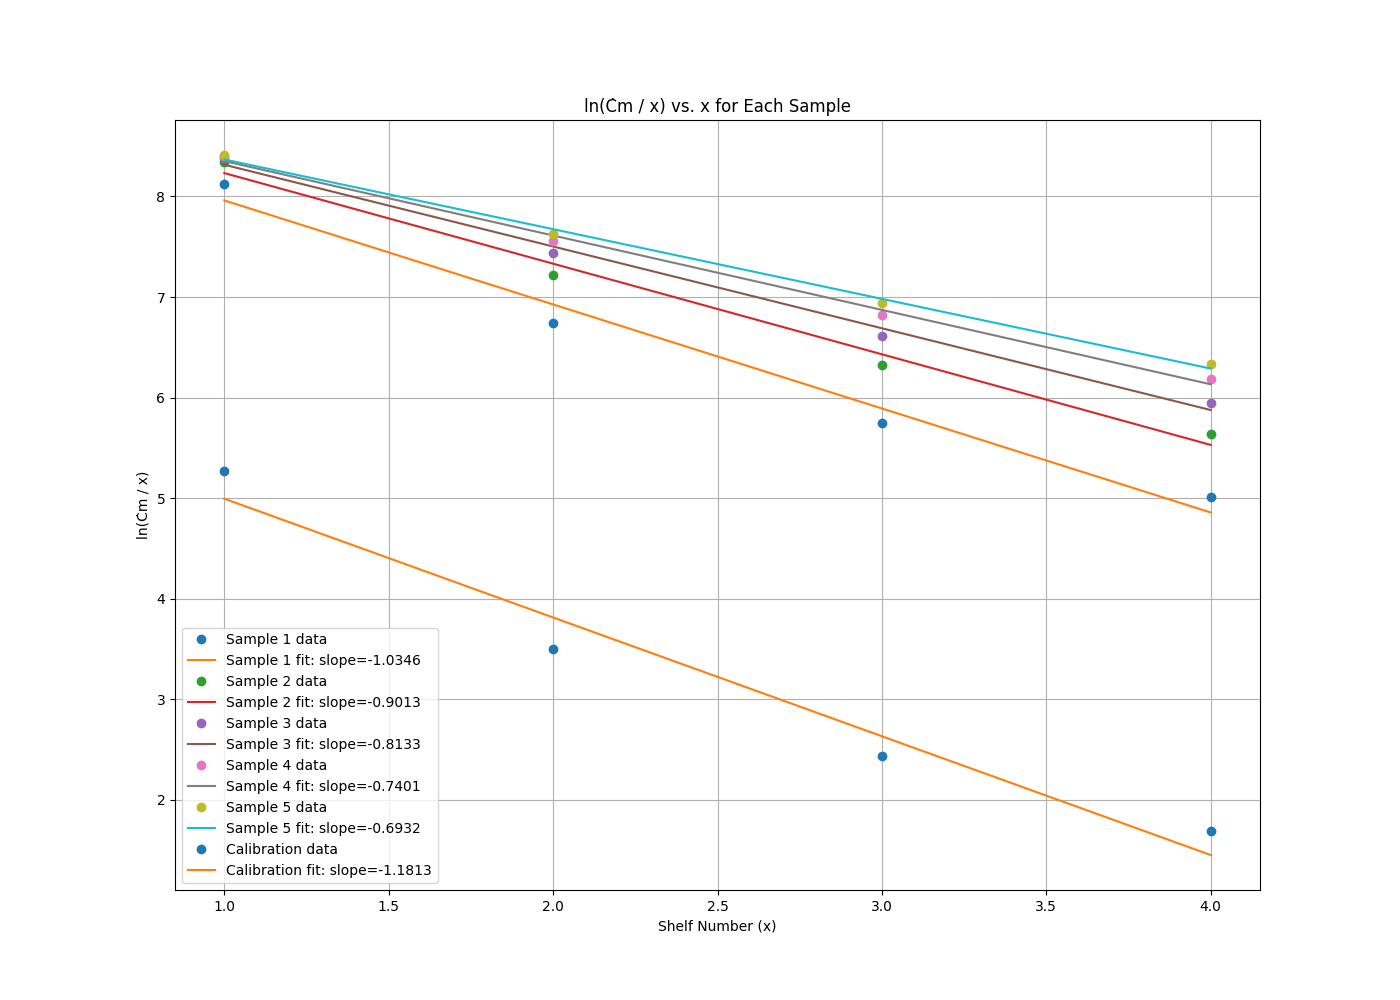 ln(Ċm / x) vs. x for Each Sample
8
7
6
5
4
3
2
ln(Ċm / x)
Sample 1 data
Sample 1 fit: slope=-1.0346
Sample 2 data
Sample 2 fit: slope=-0.9013
Sample 3 data
Sample 3 fit: slope=-0.8133
Sample 4 data
Sample 4 fit: slope=-0.7401
Sample 5 data
Sample 5 fit: slope=-0.6932
Calibration data
Calibration fit: slope=-1.1813
1.0 1.5 2.0 2.5 3.0 3.5 4.0
Shelf Number (x)